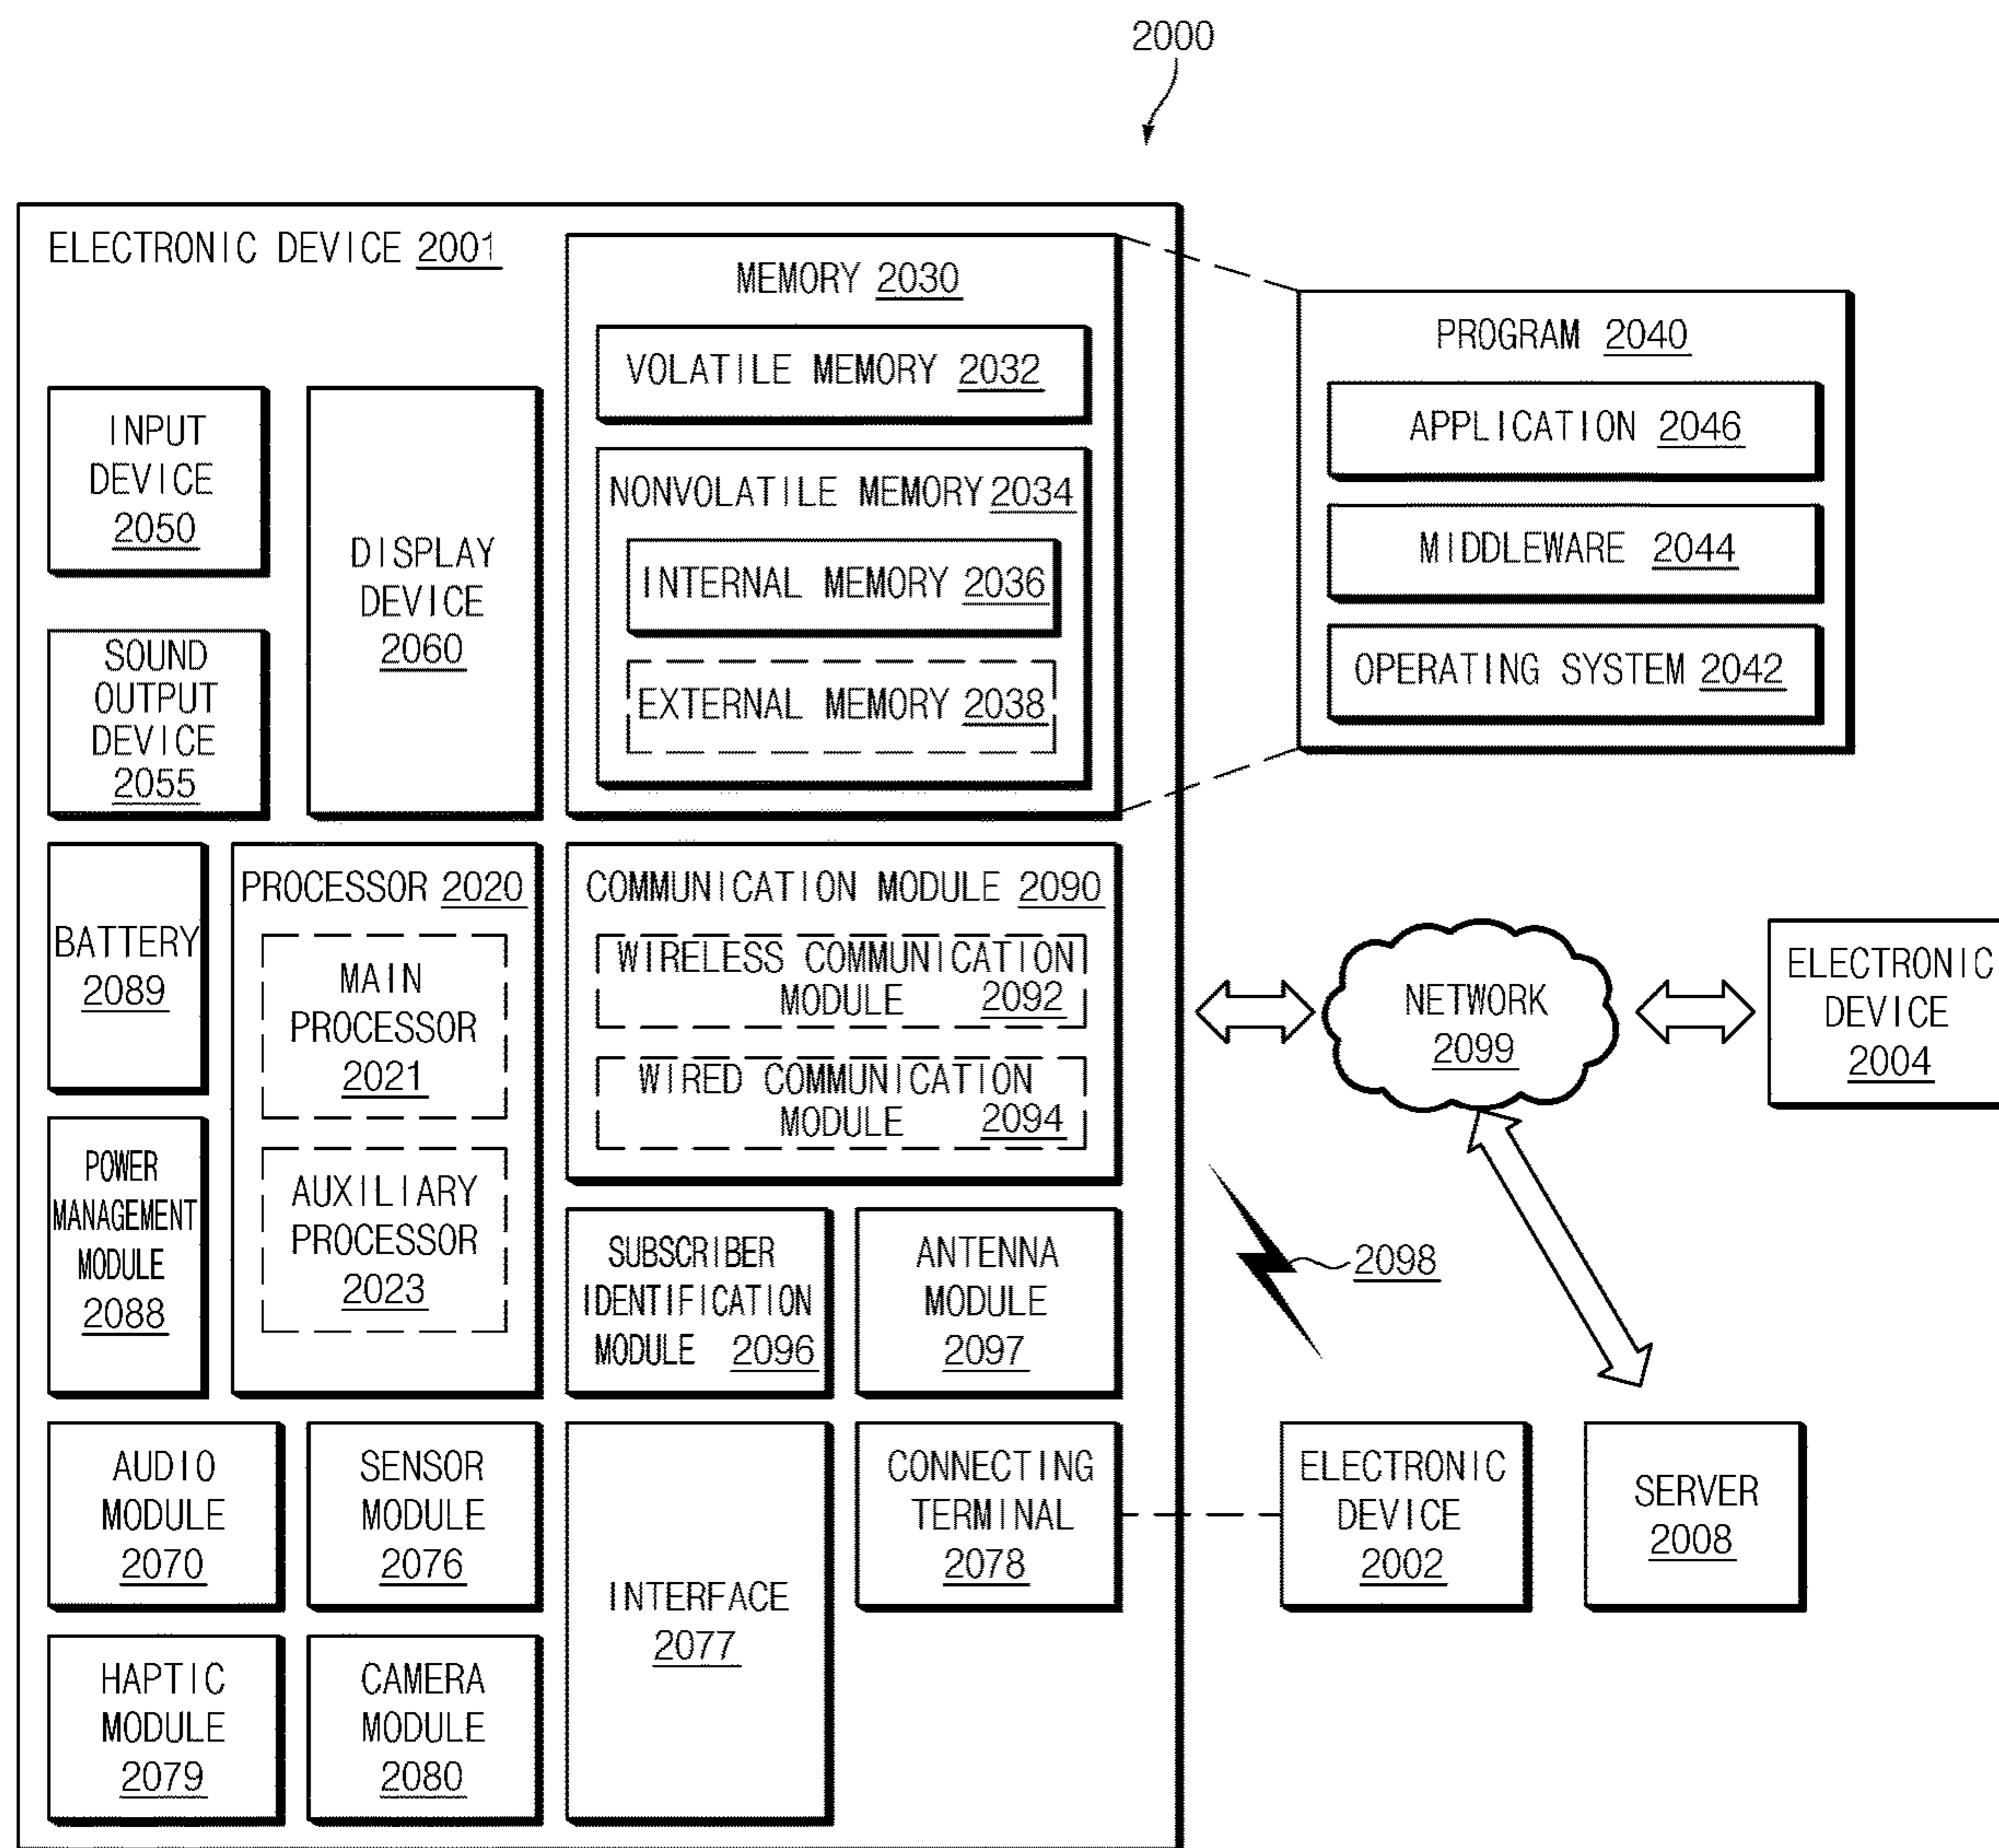 2000
ELECTRONIC DEVICE 2001
MEMORY 2030
VOLATILE MEMORY 2032
NONVOLATILE MEMORY 2034
INTERNAL MEMORY 2036
EXTERNAL MEMORY 2038
PROGRAM 2040
APPLICATION 2046
MIDDLEWARE 2044
OPERATING SYSTEM 2042
INPUT
DEVICE
2050
DISPLAY
DEVICE
2060
SOUND
OUTPUT
DEVICE
2055
BATTERY
2089
PROCESSOR 2020
MAIN
PROCESSOR
2021
AUXILIARY
PROCESSOR
2023
COMMUNICATION MODULE 2090
WIRELESS COMMUNICATION
MODULE 2092
WIRED COMMUNICATION
MODULE 2094
NETWORK
2099
ELECTRONIC
DEVICE
2004
POWER
MANAGEMENT
MODULE
2088
SUBSCRIBER
IDENTIFICATION
MODULE 2096
ANTENNA
MODULE
2097
2098
AUDIO
MODULE
2070
SENSOR
MODULE
2076
INTERFACE
2077
CONNECTING
TERMINAL
2078
ELECTRONIC
DEVICE
2002
SERVER
2008
HAPTIC
MODULE
2079
CAMERA
MODULE
2080